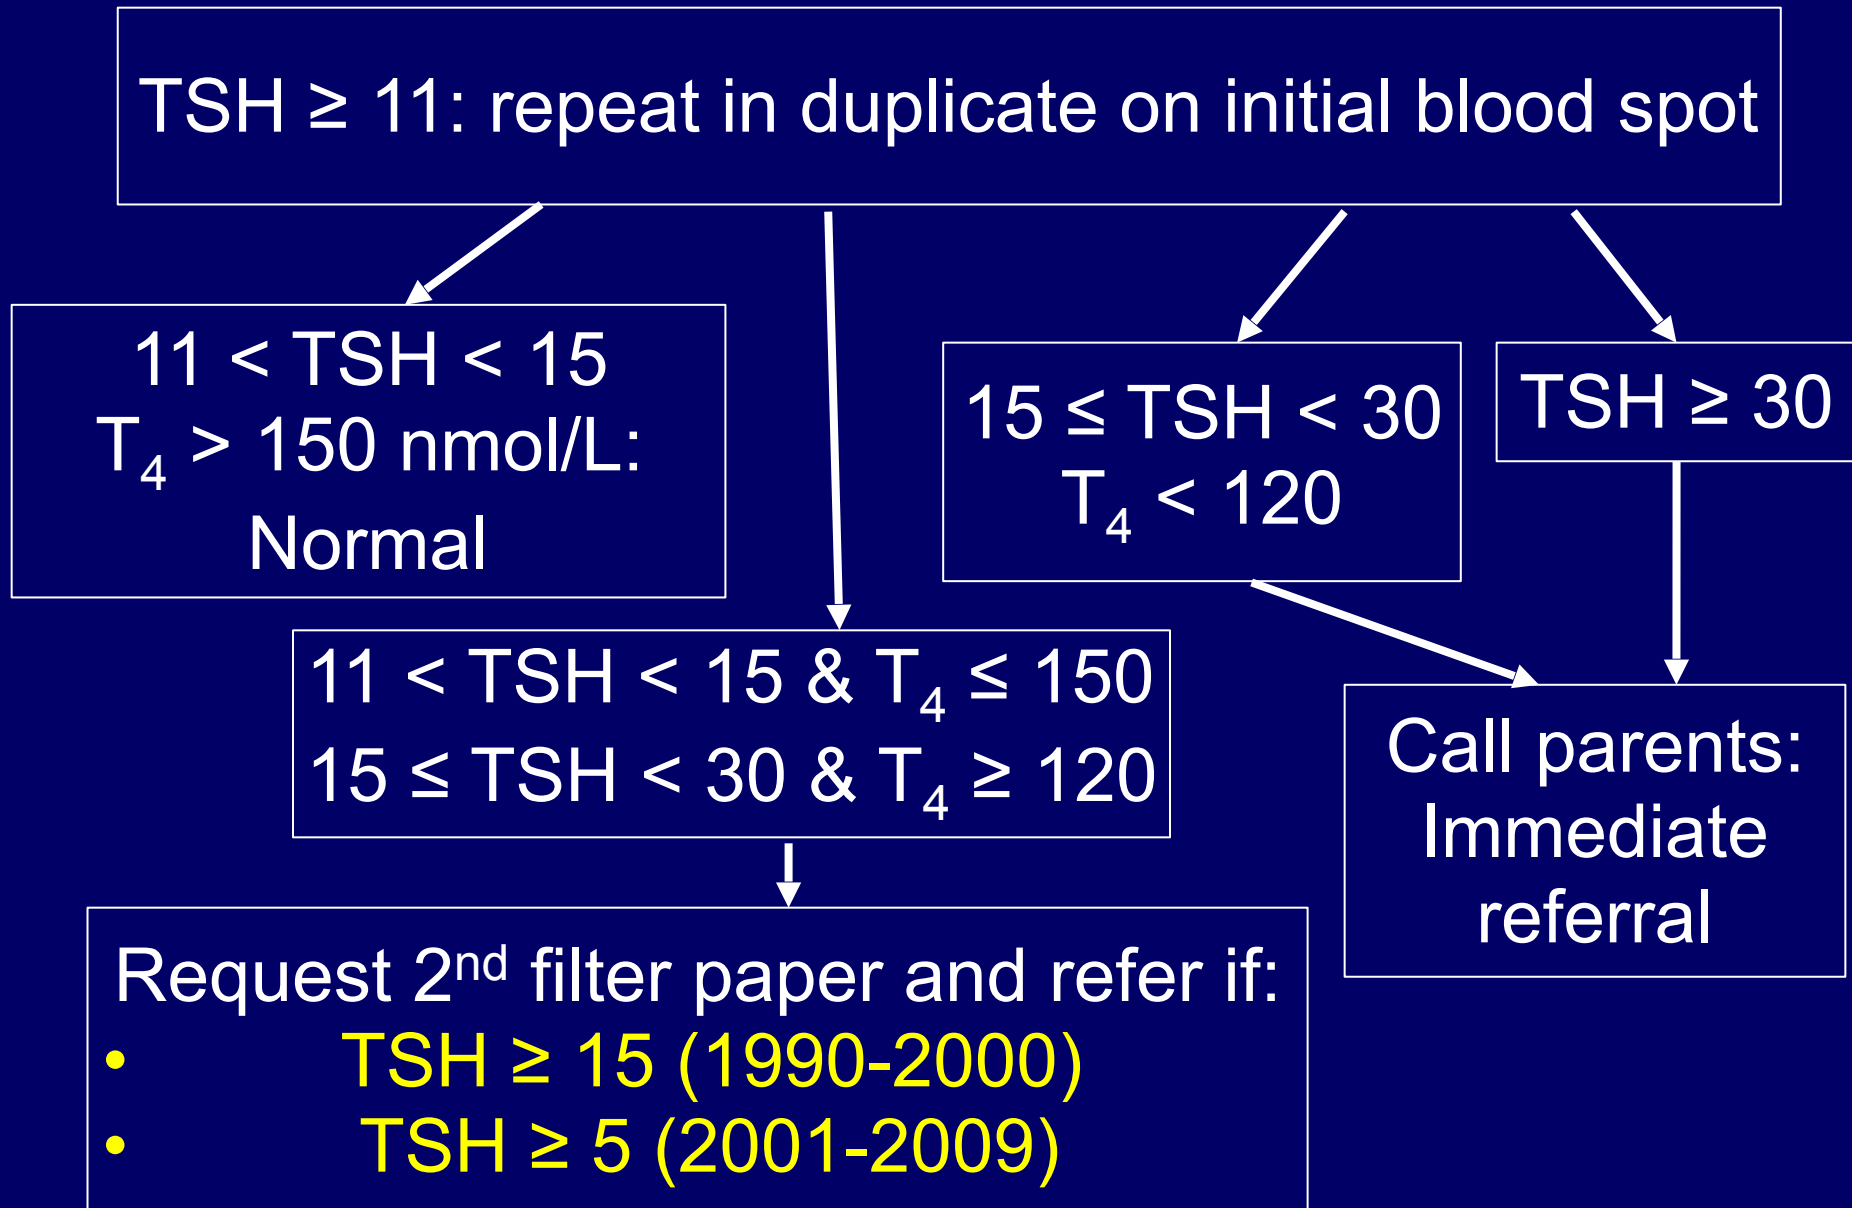 TSH ≥ 11: repeat in duplicate on initial blood spot
11 < TSH < 15
T₄ > 150 nmol/L:
Normal
15 ≤ TSH < 30
T₄ < 120
TSH ≥ 30
11 < TSH < 15 & T₄ ≤ 150
15 ≤ TSH < 30 & T₄ ≥ 120
Call parents:
Immediate
referral
Request 2ⁿᵈ filter paper and refer if:
• TSH ≥ 15 (1990-2000)
• TSH ≥ 5 (2001-2009)